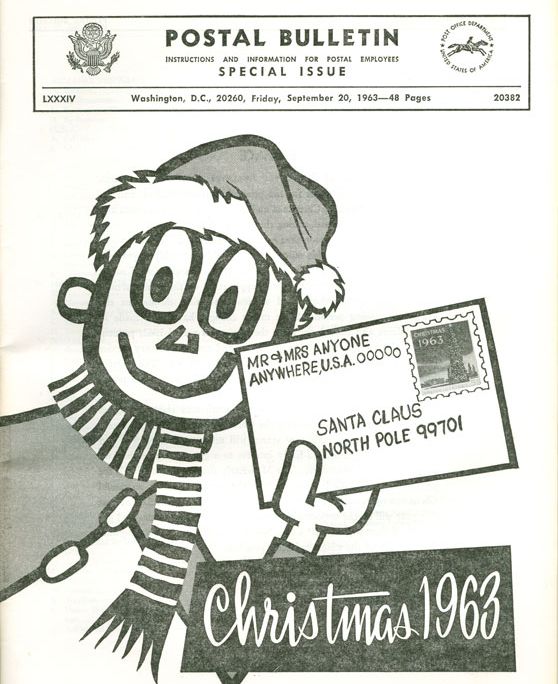 POSTAL BULLETIN
INSTRUCTIONS AND INFORMATION FOR POSTAL EMPLOYEES
SPECIAL ISSUE
POST OFFICE DEPARTMENT
UNITED STATES OF AMERICA
LXXXIV Washington, D.C., 20260, Friday, September 20, 1963—48 Pages 20382
MR & MRS ANYONE
ANYWHERE, U.S.A. 00000
CHRISTMAS
1963
SANTA CLAUS
NORTH POLE 99701
Christmas 1963